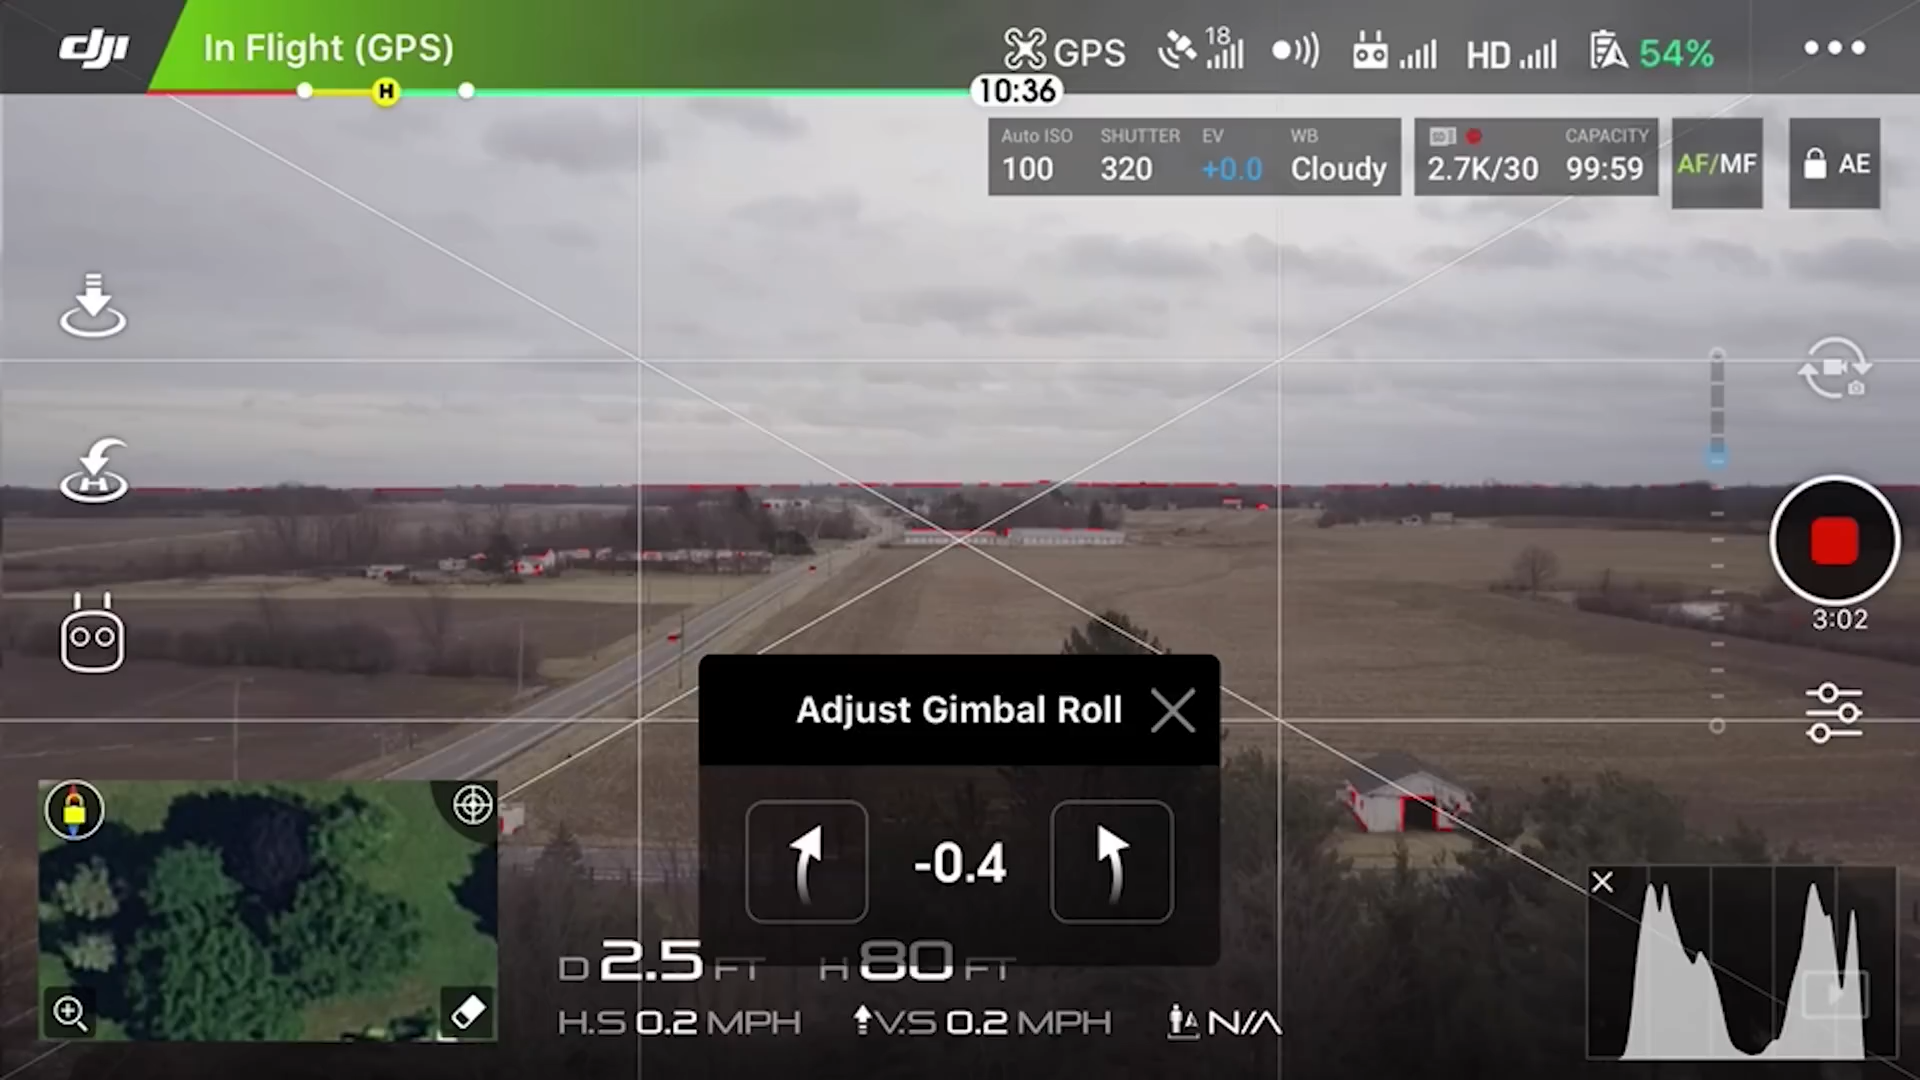 dji In Flight (GPS) GPS 18 HD 54%
H 10:36
Auto ISO SHUTTER EV WB CAPACITY
100 320 +0.0 Cloudy 2.7K/30 99:59 AF/MF AE
H
3:02
Adjust Gimbal Roll
-0.4
D 2.5 FT H 80 FT
H.S 0.2 MPH V.S 0.2 MPH N/A